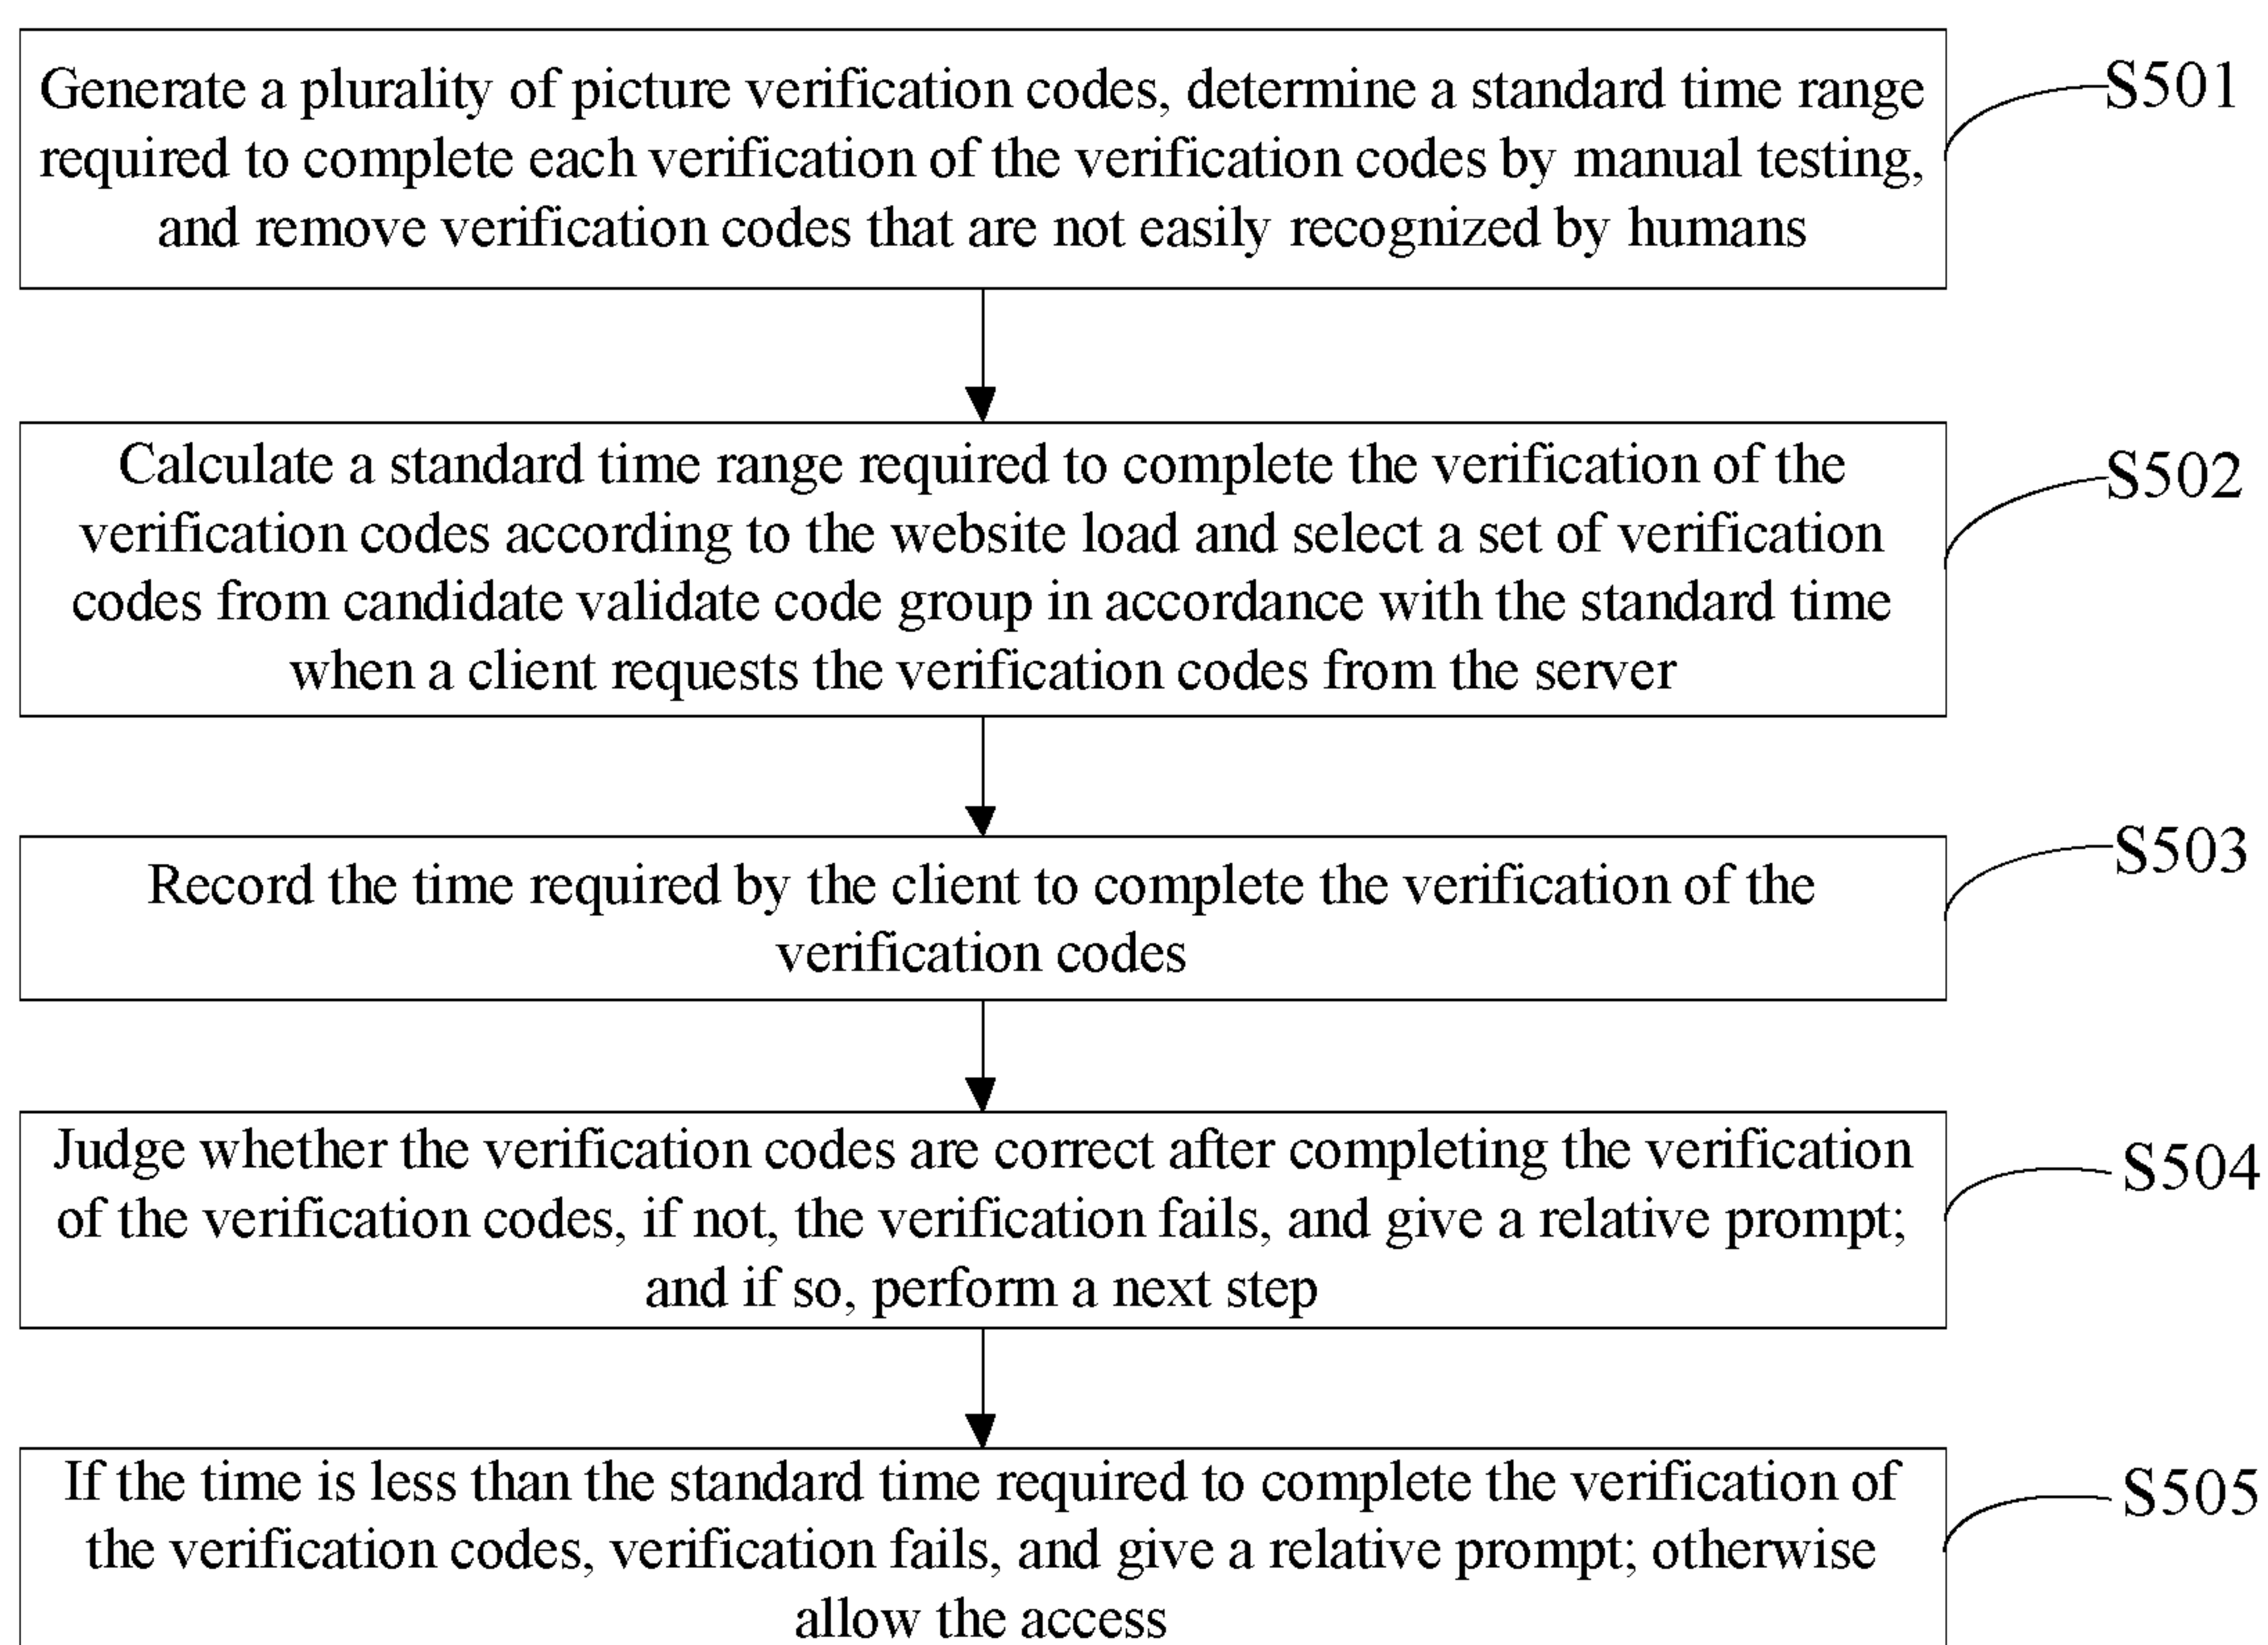 Generate a plurality of picture verification codes, determine a standard time range
required to complete each verification of the verification codes by manual testing,
and remove verification codes that are not easily recognized by humans
S501
Calculate a standard time range required to complete the verification of the
verification codes according to the website load and select a set of verification
codes from candidate validate code group in accordance with the standard time
when a client requests the verification codes from the server
S502
Record the time required by the client to complete the verification of the
verification codes
S503
Judge whether the verification codes are correct after completing the verification
of the verification codes, if not, the verification fails, and give a relative prompt;
and if so, perform a next step
S504
If the time is less than the standard time required to complete the verification of
the verification codes, verification fails, and give a relative prompt; otherwise
allow the access
S505